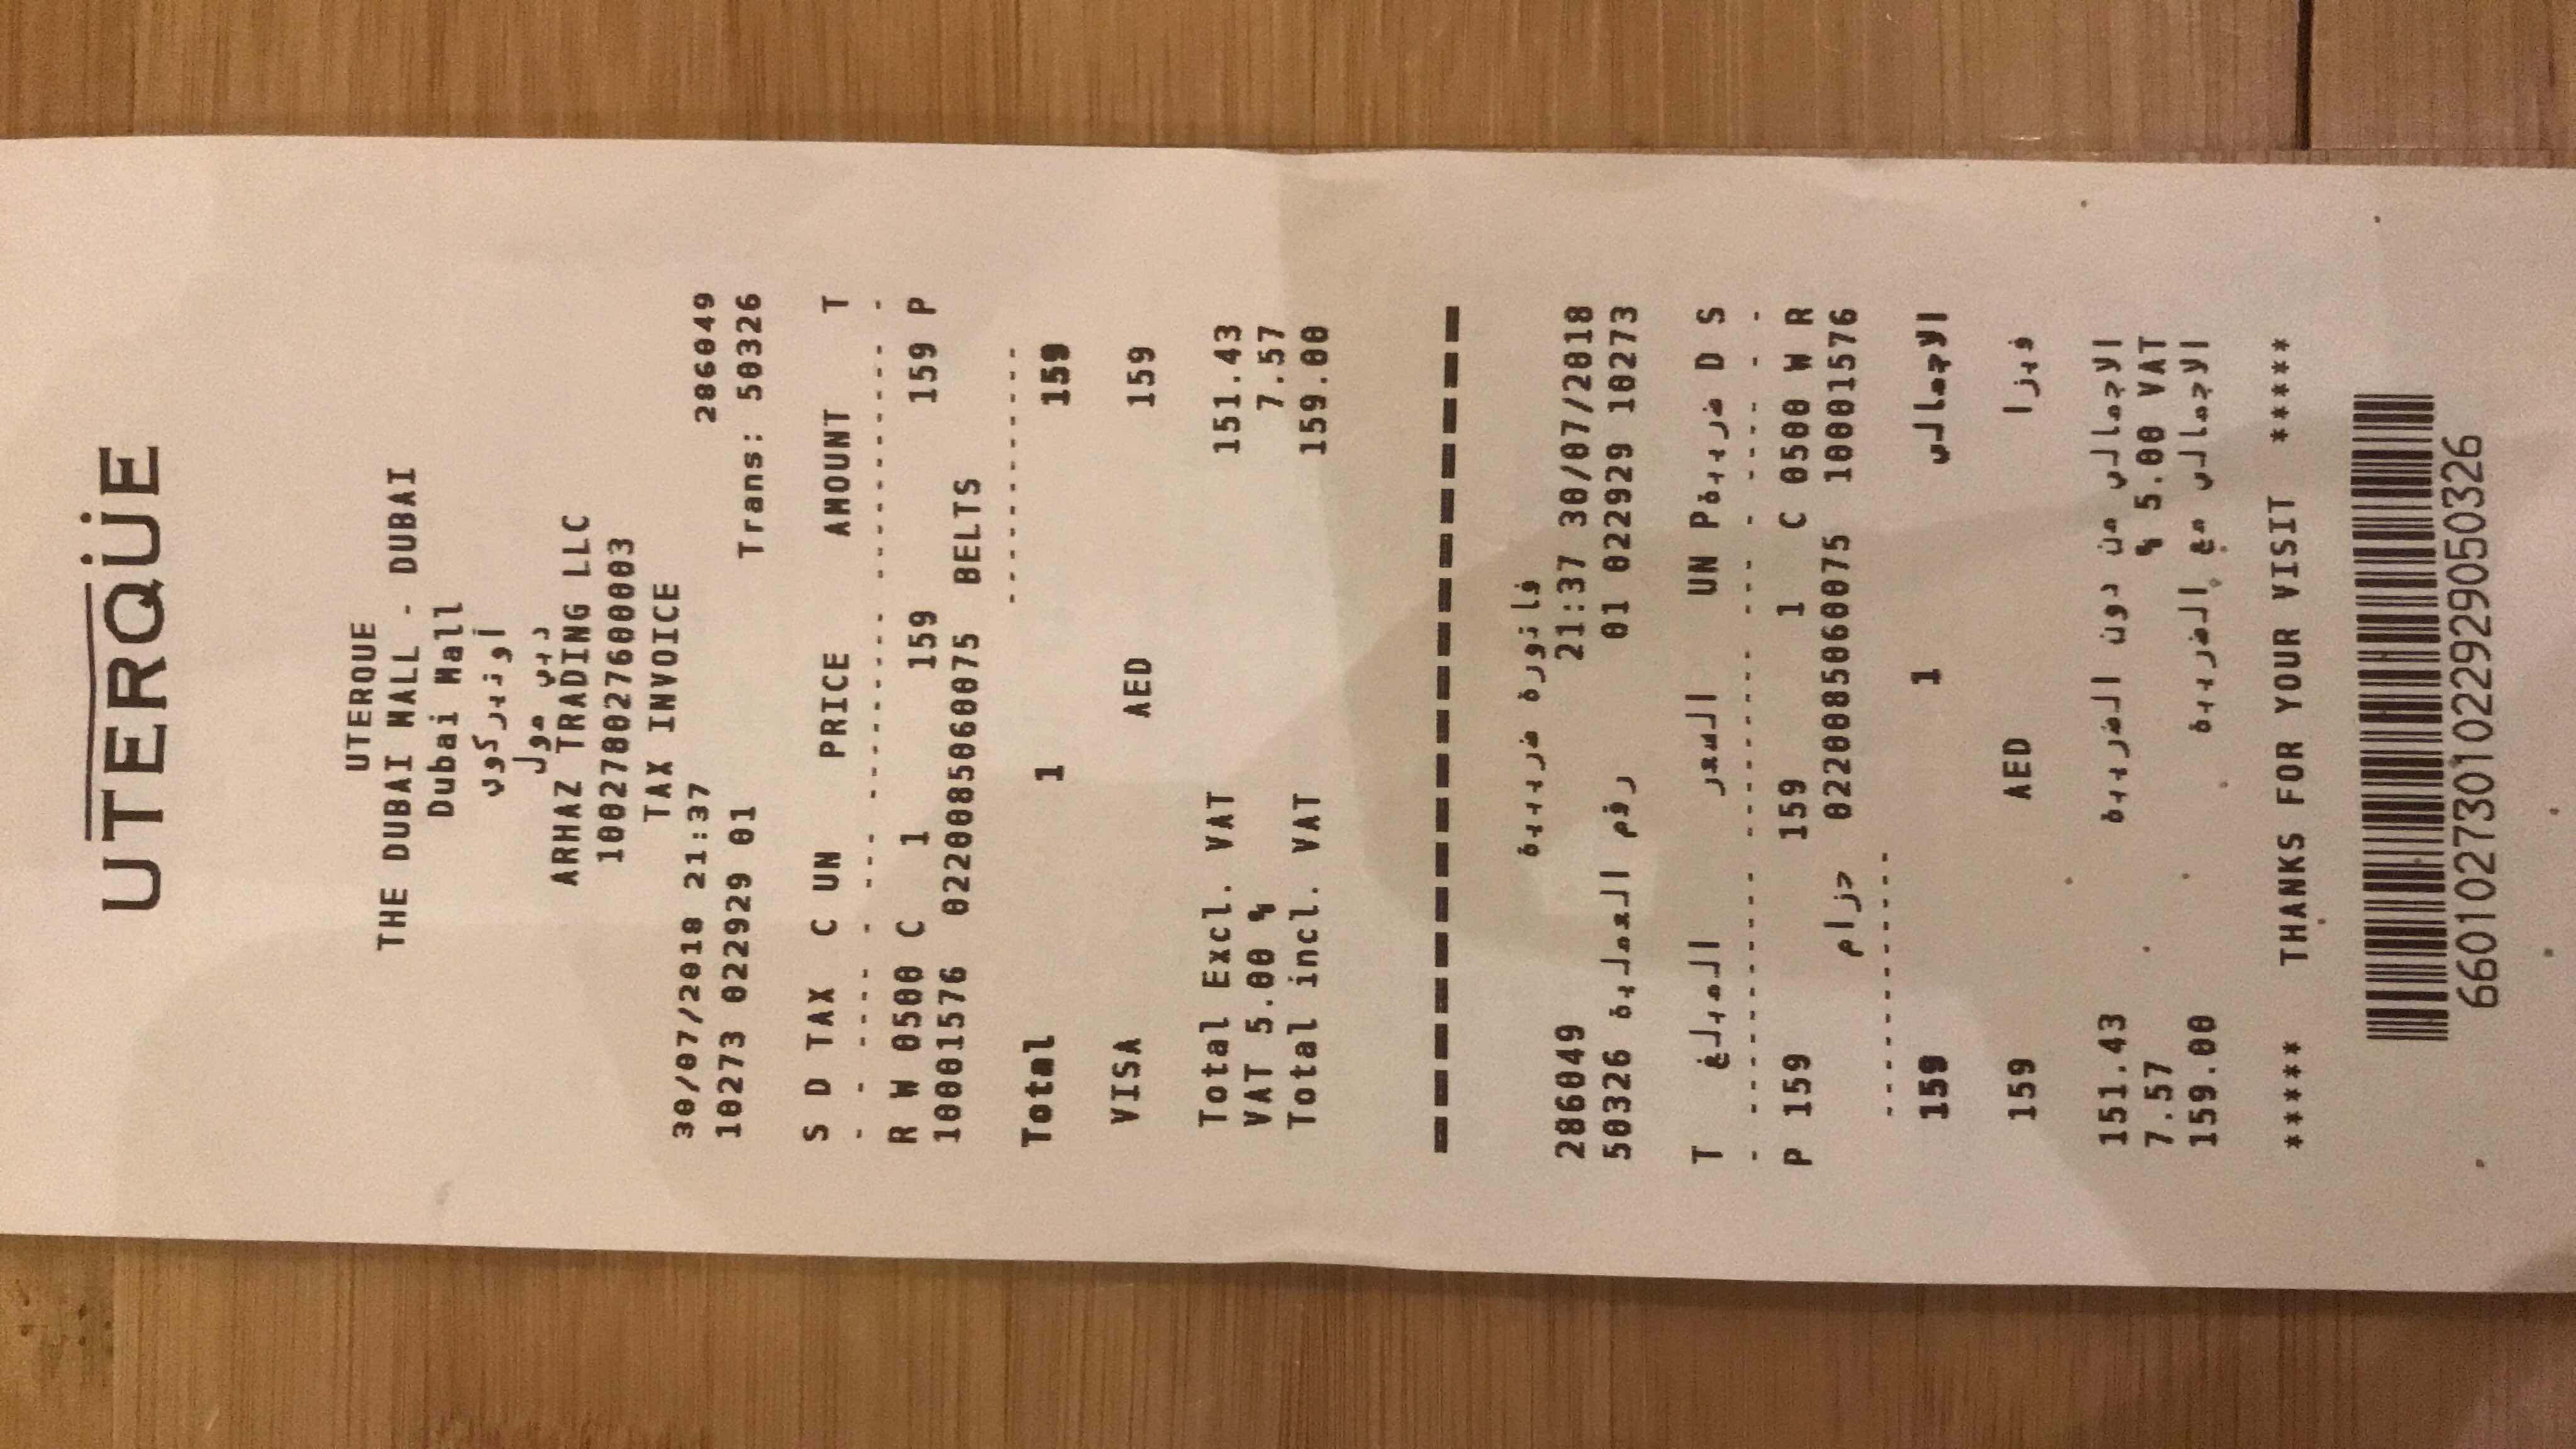 UTERQÜE
UTERQUE
THE DUBAI MALL - DUBAI
Dubai Mall
أوتيركوي
دبي مول
ARHAZ TRADING LLC
100278027600003
TAX INVOICE
30/07/2018 21:37 286049
10273 022929 01 Trans: 50326
S D TAX C UN PRICE AMOUNT T
- - ---- - --- --------- ----------- -
R W 0500 C 1 159 159 P
10001576 0220085060075 BELTS
------------
Total 1 159
VISA AED 159
Total Excl. VAT 151.43
VAT 5.00 % 7.57
Total incl. VAT 159.00
فاتورة ضريبية
286049 21:37 30/07/2018
50326 رقم العملية 01 022929 10273
T المبلغ السعر UN P ضريبة D S
- ----------- --------- --- - ---- - -
P 159 159 1 C 0500 W R
حزام 0220085060075 10001576
------------
159 1 الاجمالي
159 AED فيزا
151.43 الاجمالي من دون الضريبة
7.57 % 5.00 VAT
159.00 الاجمالي مع الضريبة
***** THANKS FOR YOUR VISIT *****
6601027301022929050326